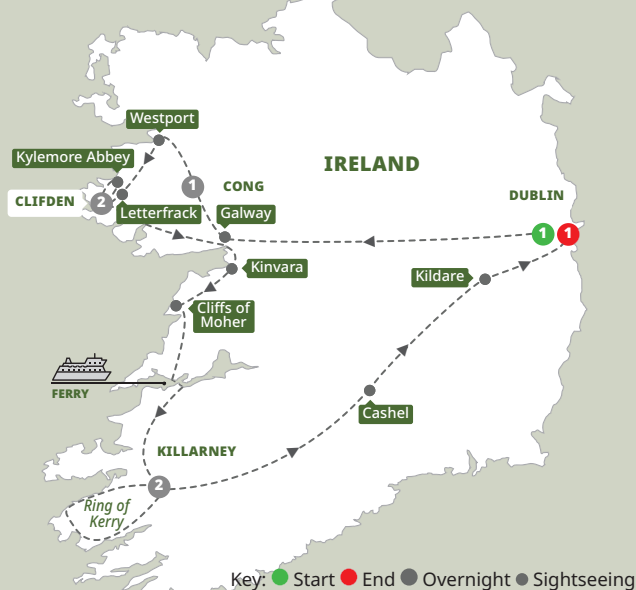 Westport
Kylemore Abbey
IRELAND
1
CONG
CLIFDEN
2
DUBLIN
Letterfrack
Galway
1
1
Kinvara
Kildare
Cliffs of
Moher
FERRY
Cashel
KILLARNEY
2
Ring of
Kerry
Key: Start End Overnight Sightseeing